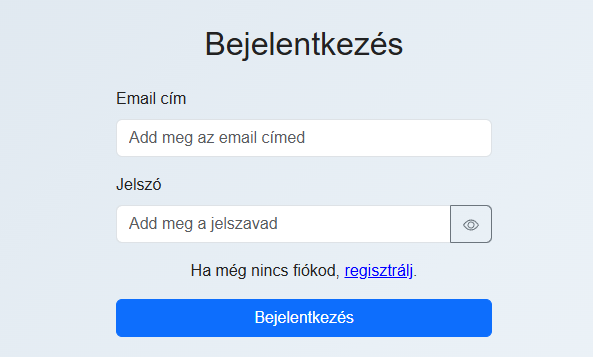 Bejelentkezés
Email cím
Add meg az email címed
Jelszó
Add meg a jelszavad
Ha még nincs fiókod, regisztrálj.
Bejelentkezés